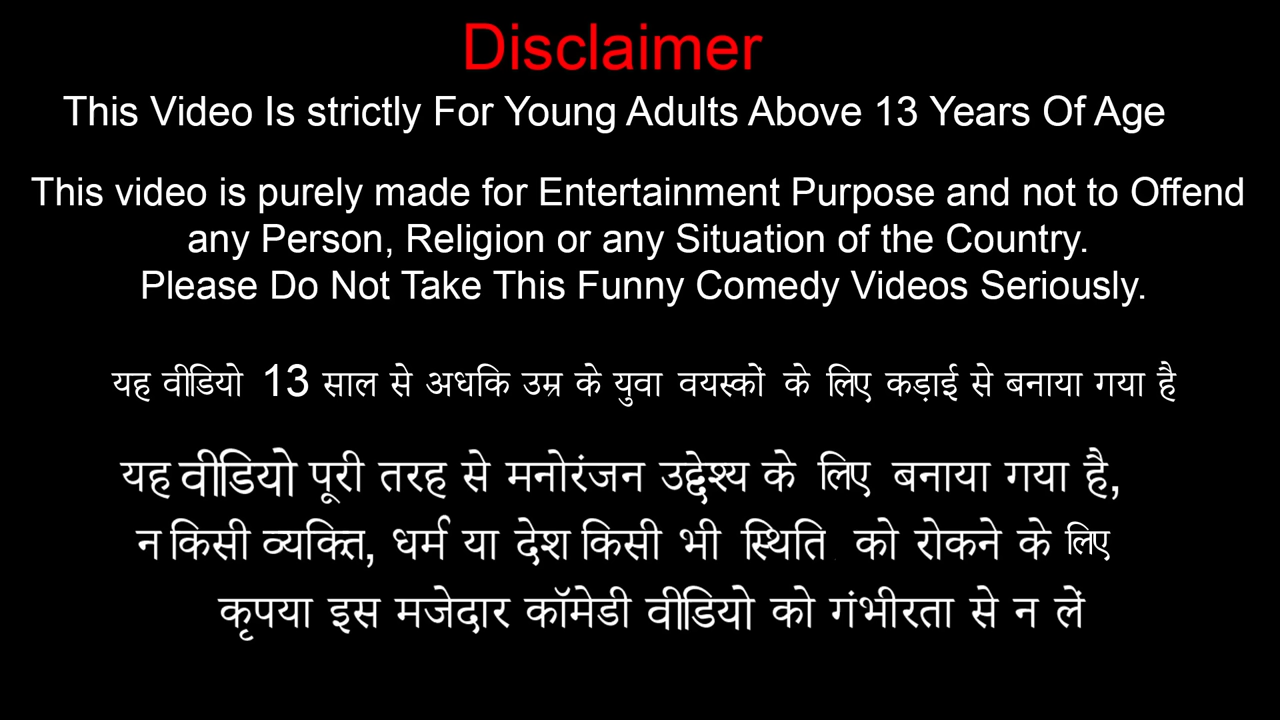 Disclaimer
This Video Is strictly For Young Adults Above 13 Years Of Age
This video is purely made for Entertainment Purpose and not to Offend
any Person, Religion or any Situation of the Country.
Please Do Not Take This Funny Comedy Videos Seriously.
यह वीडियो 13 साल से अधकि उम्र के युवा वयस्कों के लिए कड़ाई से बनाया गया है
यह वीडियो पूरी तरह से मनोरंजन उद्देश्य के लिए बनाया गया है,
न किसी व्यक्ति, धर्म या देश किसी भी स्थिति को रोकने के लिए
कृपया इस मजेदार कॉमेडी वीडियो को गंभीरता से न लें